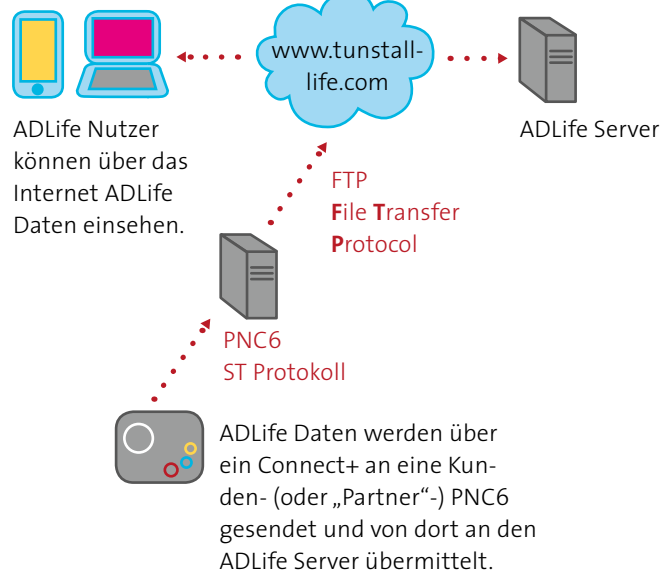 www.tunstall-
life.com
ADLife Nutzer
können über das
Internet ADLife
Daten einsehen.
ADLife Server
FTP
File Transfer
Protocol
PNC6
ST Protokoll
ADLife Daten werden über
ein Connect+ an eine Kun-
den- (oder „Partner“-) PNC6
gesendet und von dort an den
ADLife Server übermittelt.